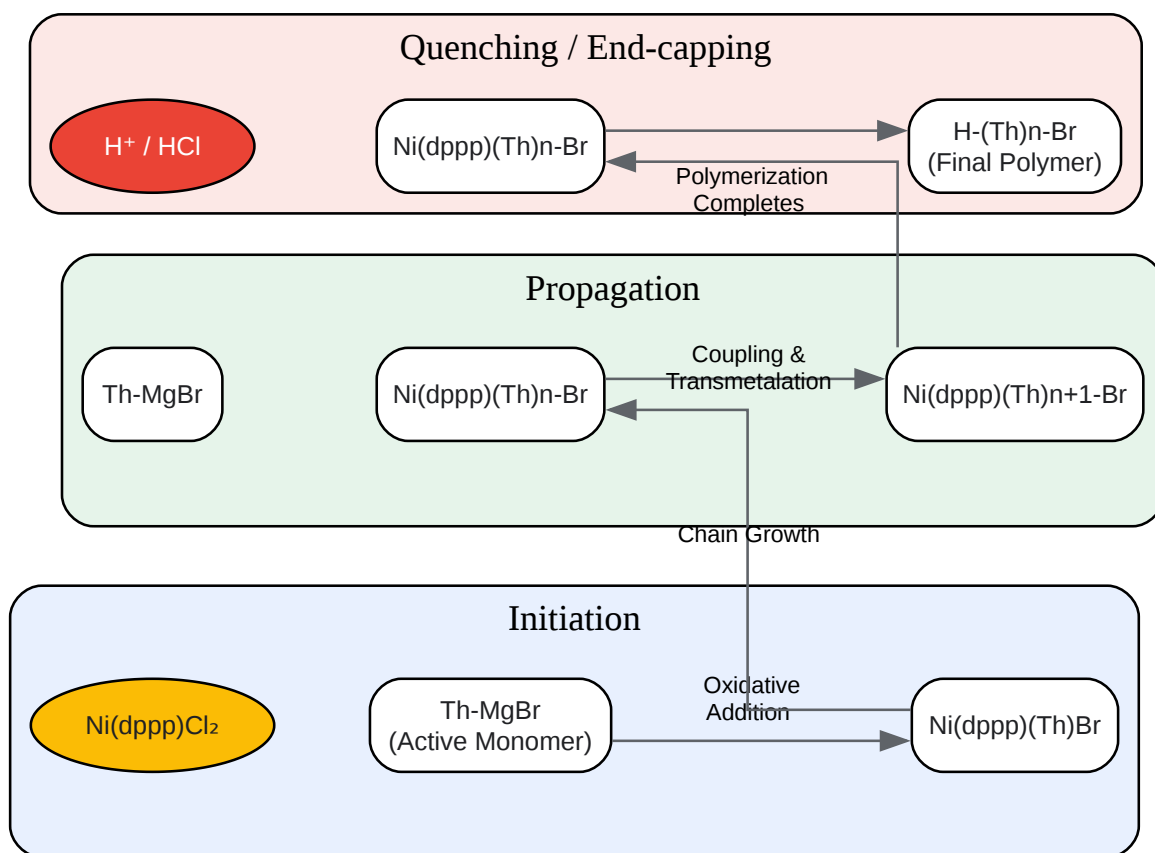 Quenching / End-capping
H⁺ / HCl
Ni(dppp)(Th)n-Br
H-(Th)n-Br
(Final Polymer)
Polymerization
Completes
Propagation
Th-MgBr
Ni(dppp)(Th)n-Br
Coupling &
Transmetalation
Ni(dppp)(Th)n+1-Br
Chain Growth
Initiation
Ni(dppp)Cl₂
Th-MgBr
(Active Monomer)
Oxidative
Addition
Ni(dppp)(Th)Br